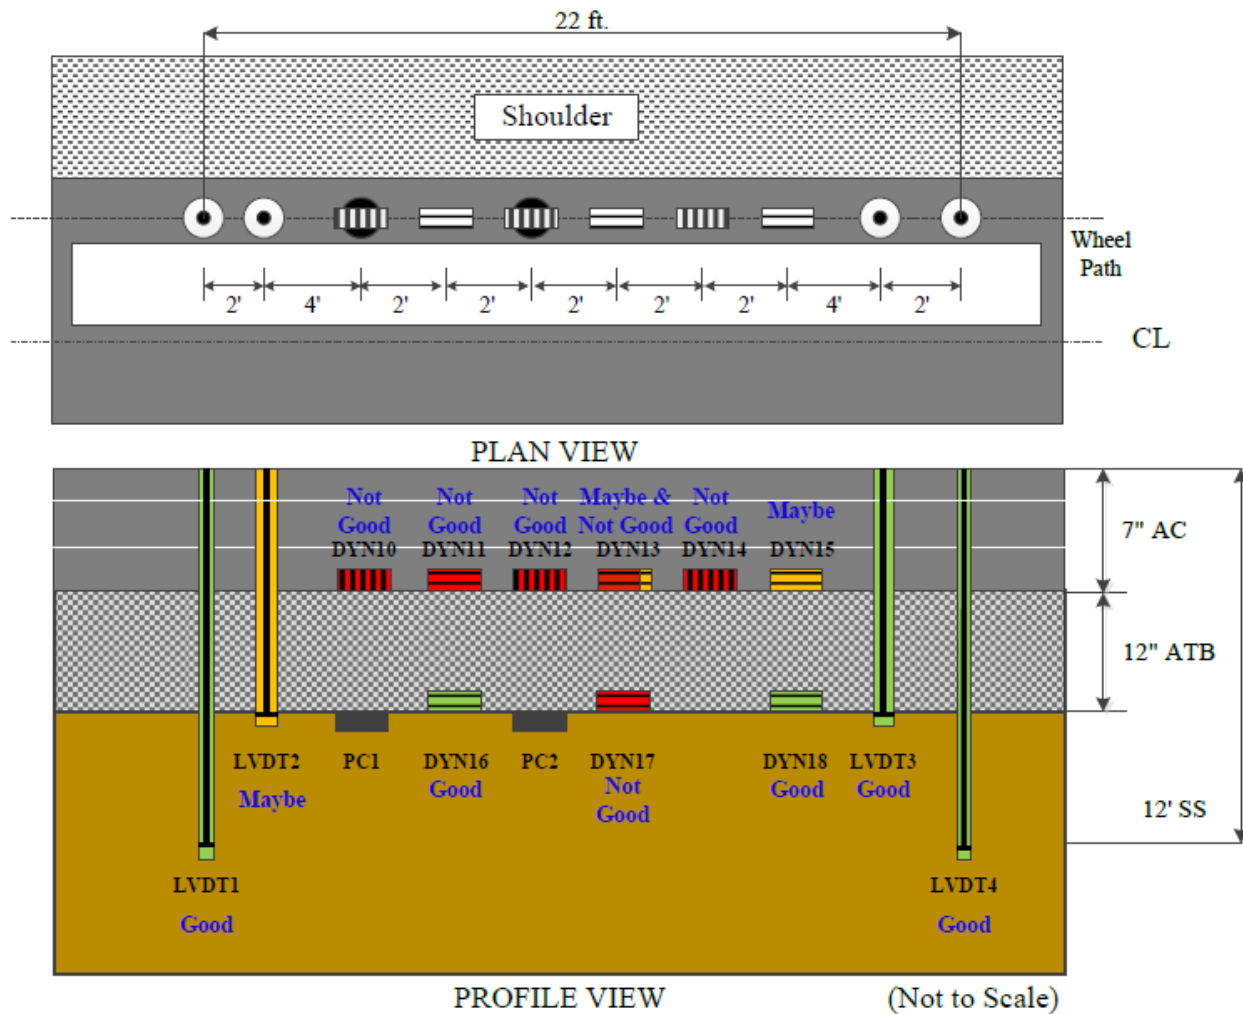 22 ft.
Shoulder
Wheel
Path
2' 4' 2' 2' 2' 2' 2' 4' 2'
CL
PLAN VIEW
Not Good
Not Good
Not Good
Maybe & Not Good
Not Good
Maybe
DYN10 DYN11 DYN12 DYN13 DYN14 DYN15
7" AC
12" ATB
LVDT2 PC1 DYN16 PC2 DYN17 DYN18 LVDT3
Maybe
Good
Not Good
Good
Good
12' SS
LVDT1
Good
LVDT4
Good
PROFILE VIEW
(Not to Scale)